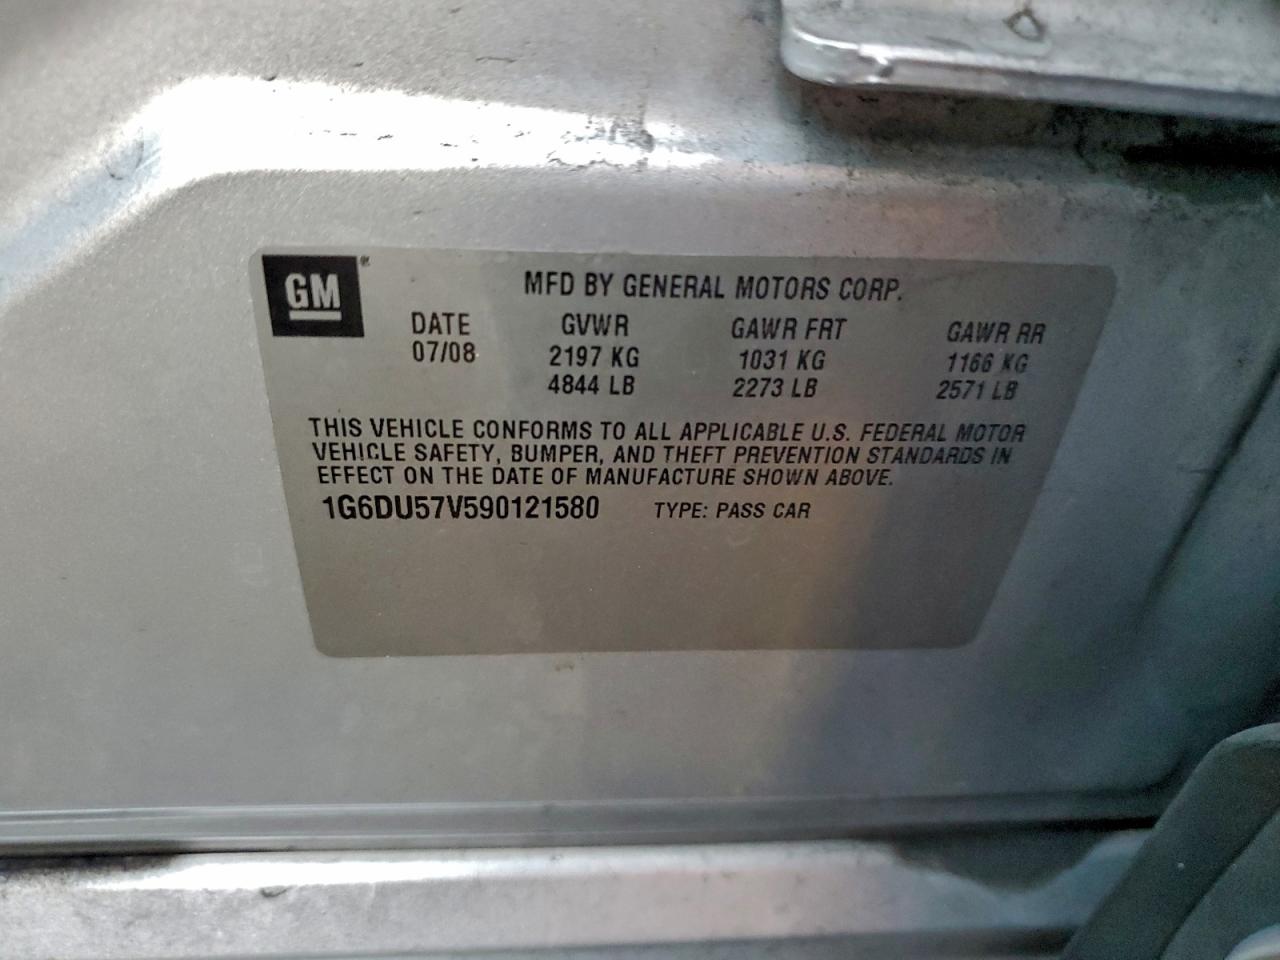 GM®
MFD BY GENERAL MOTORS CORP.
DATE GVWR GAWR FRT GAWR RR
07/08 2197 KG 1031 KG 1166 KG
4844 LB 2273 LB 2571 LB
THIS VEHICLE CONFORMS TO ALL APPLICABLE U.S. FEDERAL MOTOR
VEHICLE SAFETY, BUMPER, AND THEFT PREVENTION STANDARDS IN
EFFECT ON THE DATE OF MANUFACTURE SHOWN ABOVE.
1G6DU57V590121580 TYPE: PASS CAR